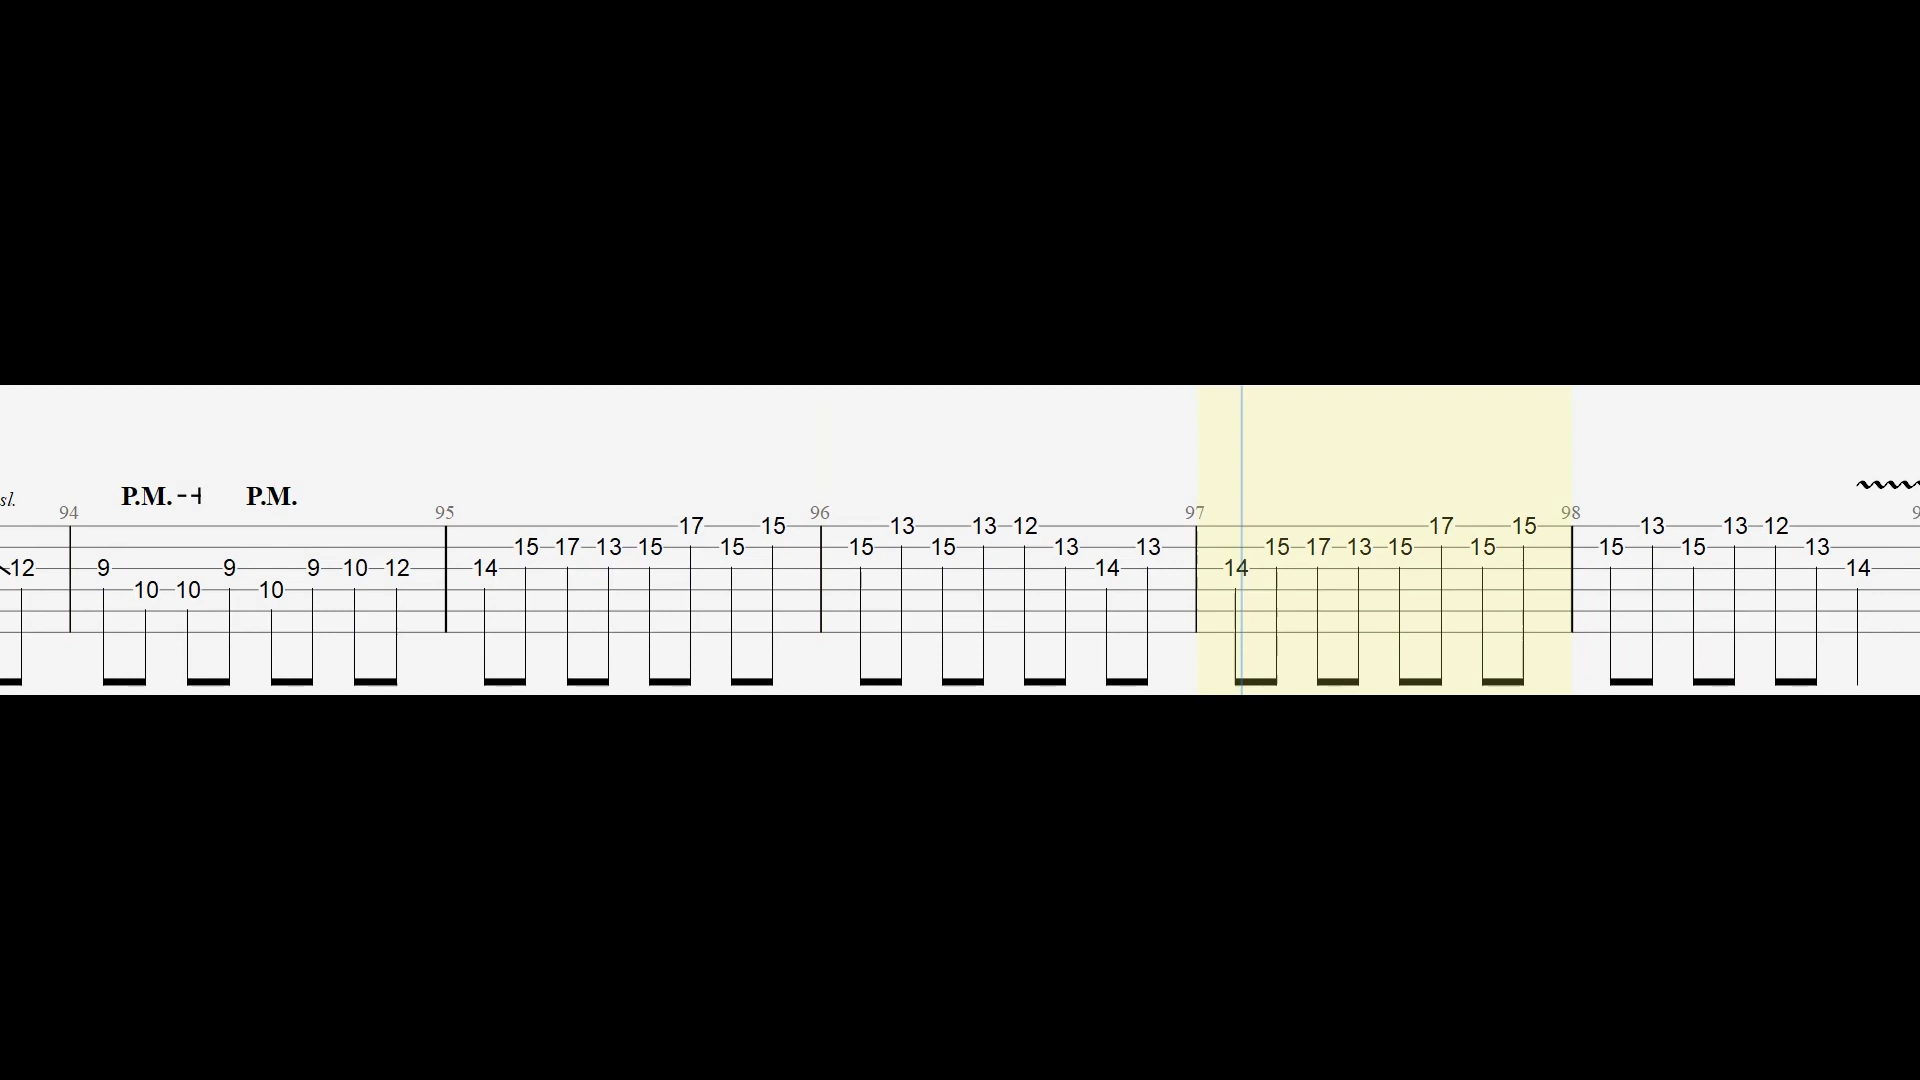 sl. P.M. P.M.
94 95 96 97 98
17 15 13 13 12 17 15 13 13 12
15 17 13 15 15 15 15 13 13 15 17 13 15 15 15 15 13
12 9 9 9 10 12 14 14 14 14
10 10 10